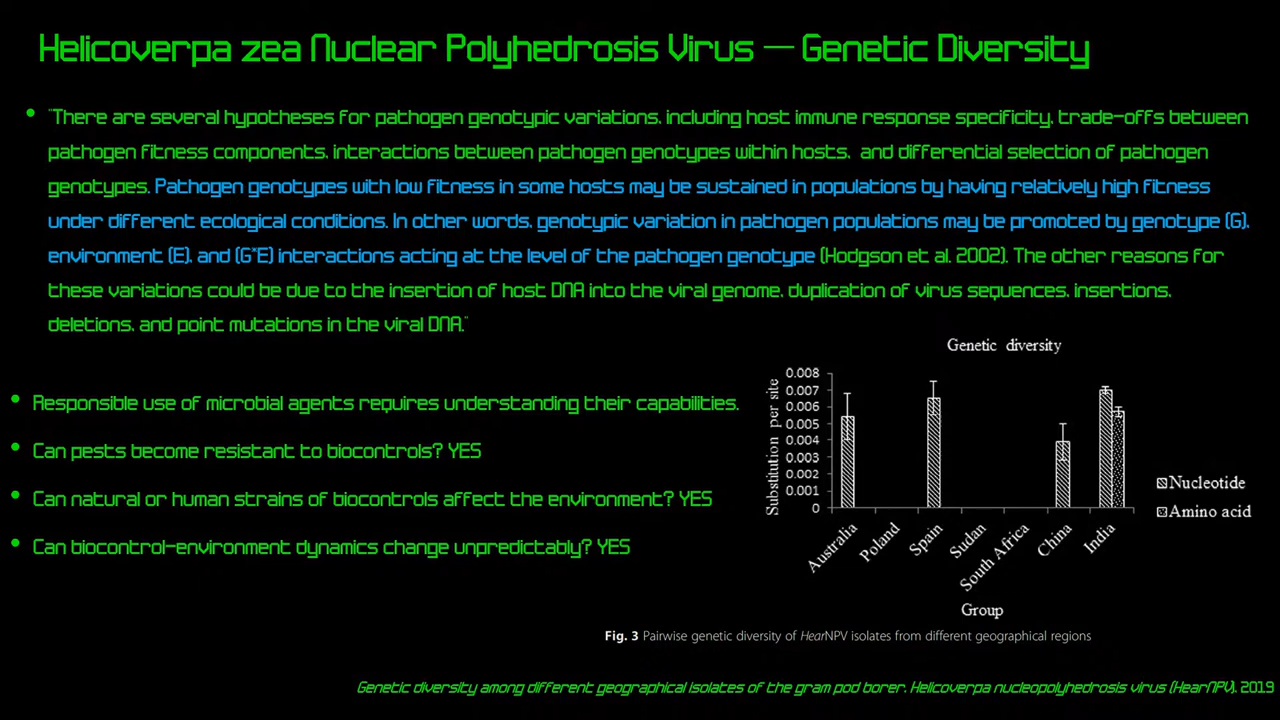 Helicoverpa zea Nuclear Polyhedrosis Virus — Genetic Diversity
• "There are several hypotheses for pathogen genotypic variations, including host immune response specificity, trade-offs between
pathogen fitness components, interactions between pathogen genotypes within hosts,  and differential selection of pathogen
genotypes. Pathogen genotypes with low fitness in some hosts may be sustained in populations by having relatively high fitness
under different ecological conditions. In other words, genotypic variation in pathogen populations may be promoted by genotype (G),
environment (E), and (G*E) interactions acting at the level of the pathogen genotype (Hodgson et al. 2002). The other reasons for
these variations could be due to the insertion of host DNA into the viral genome, duplication of virus sequences, insertions,
deletions, and point mutations in the viral DNA."
• Responsible use of microbial agents requires understanding their capabilities.
• Can pests become resistant to biocontrols? YES
• Can natural or human strains of biocontrols affect the environment? YES
• Can biocontrol-environment dynamics change unpredictably? YES
Genetic diversity
Substitution per site
0.008
0.007
0.006
0.005
0.004
0.003
0.002
0.001
0
Australia
Poland
Spain
Sudan
South Africa
China
India
Group
Nucleotide
Amino acid
Fig. 3 Pairwise genetic diversity of HearNPV isolates from different geographical regions
Genetic diversity among different geographical isolates of the gram pod borer, Helicoverpa nucleopolyhedrosis virus (HearNPV), 2019